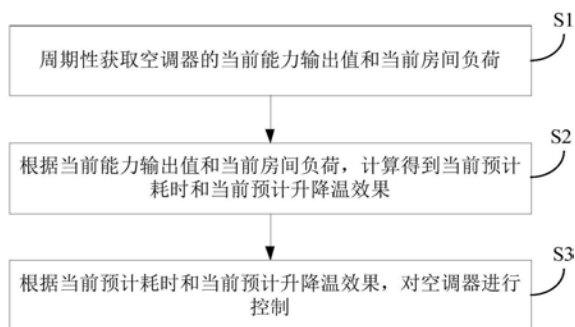 S1
周期性获取空调器的当前能力输出值和当前房间负荷
S2
根据当前能力输出值和当前房间负荷，计算得到当前预计
耗时和当前预计升降温效果
S3
根据当前预计耗时和当前预计升降温效果，对空调器进行
控制